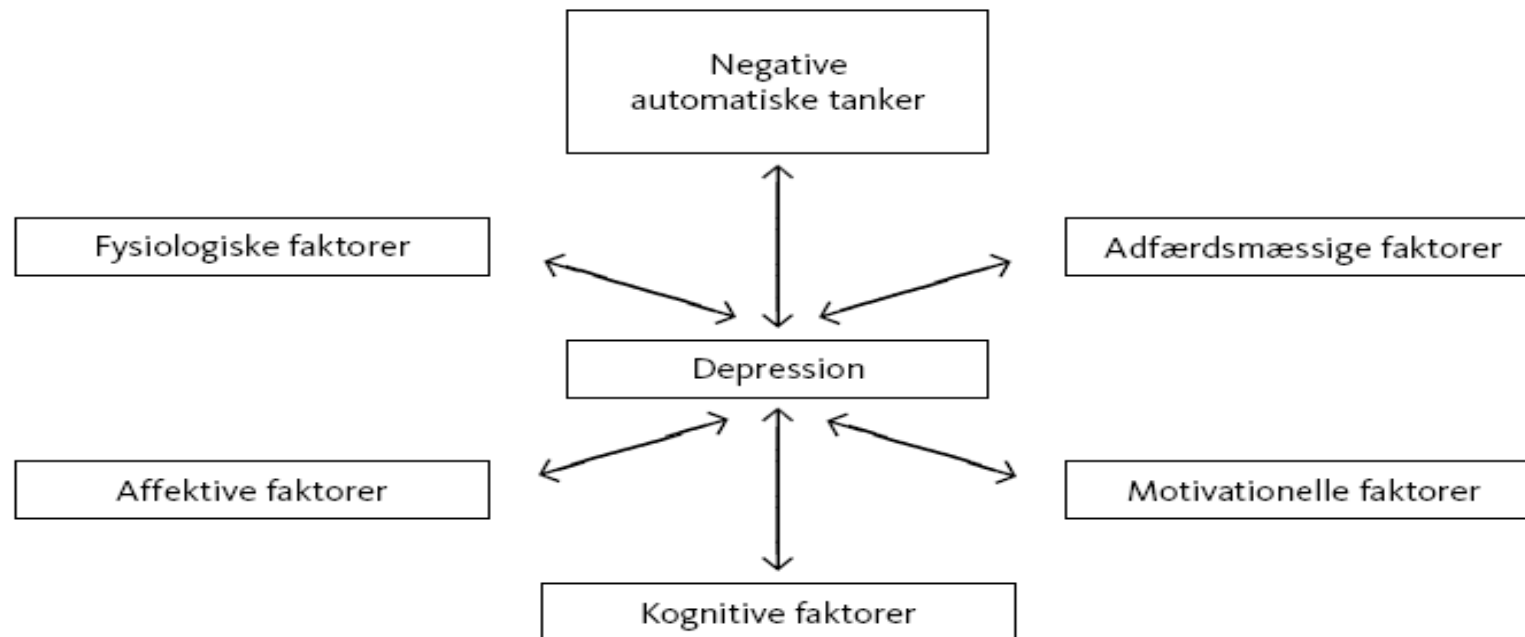 Negative
automatiske tanker
Fysiologiske faktorer
Adfærdsmæssige faktorer
Depression
Affektive faktorer
Motivationelle faktorer
Kognitive faktorer